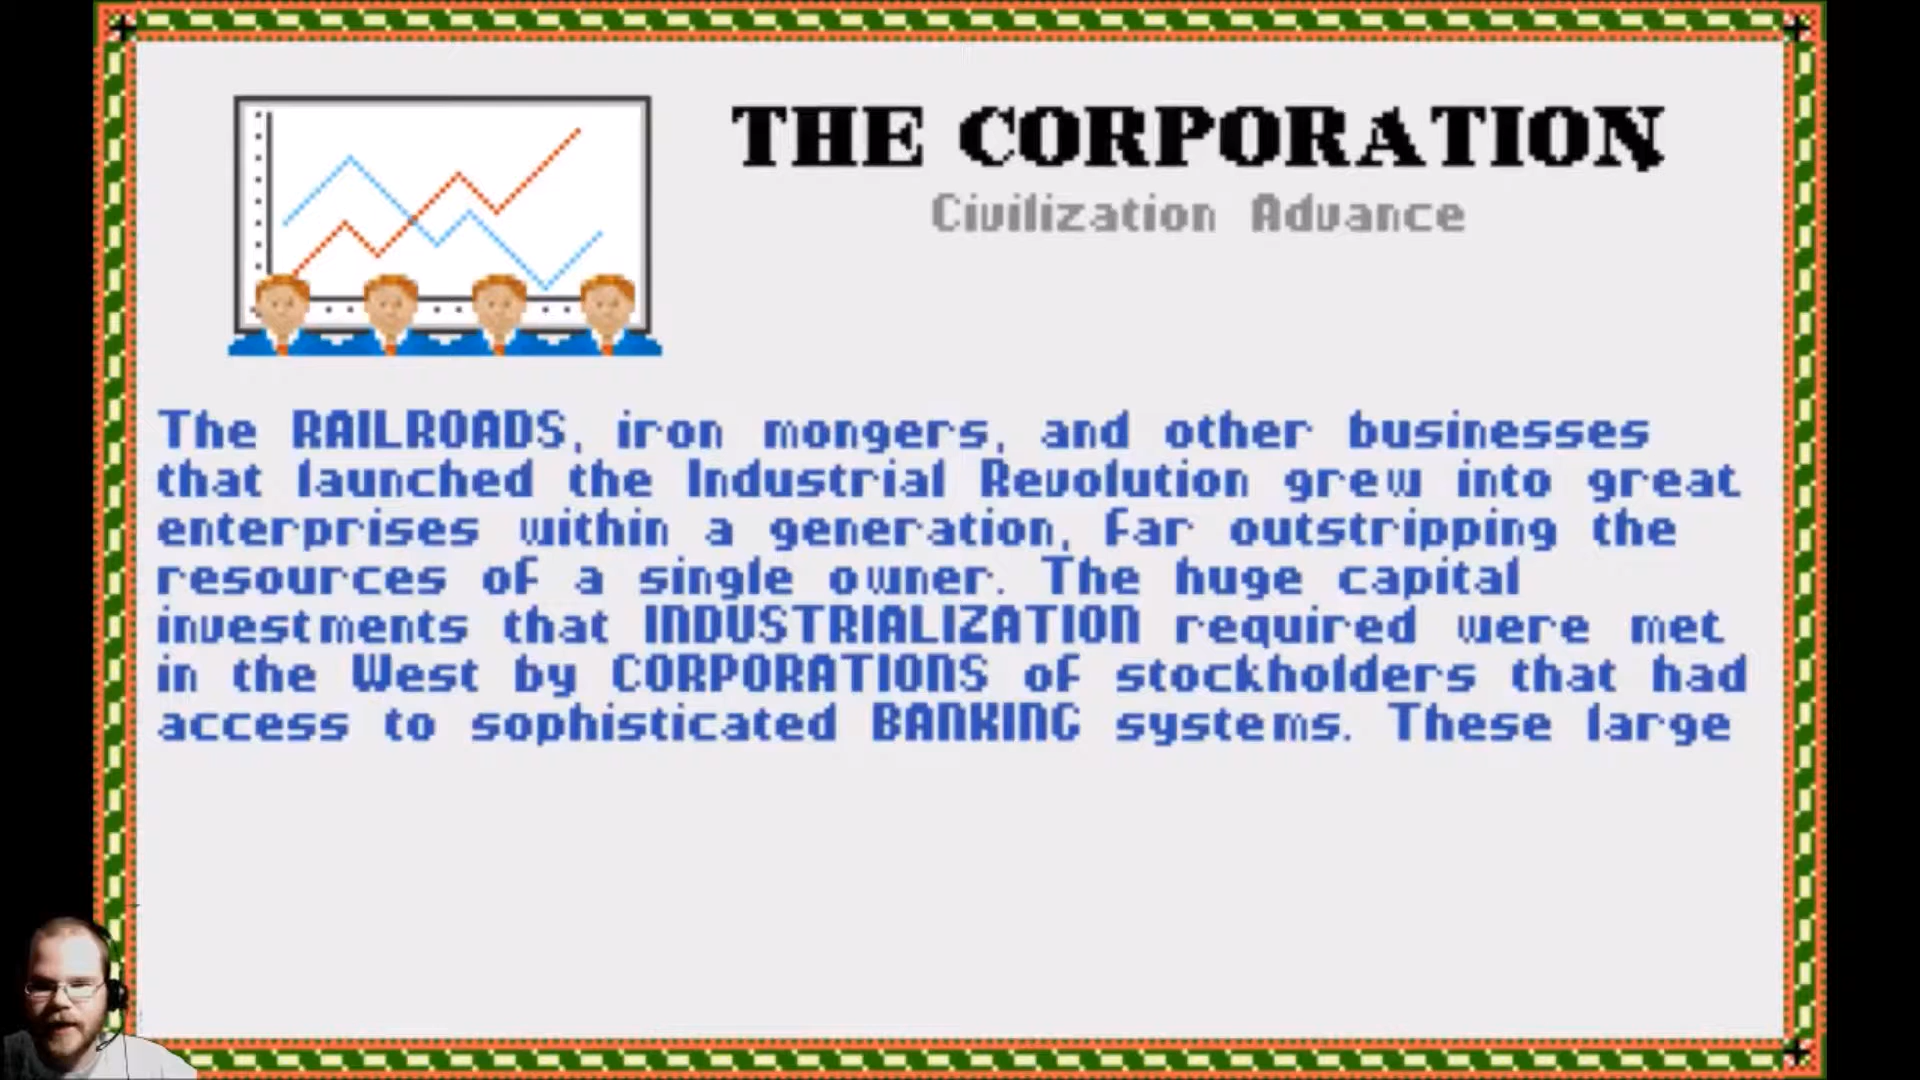 THE CORPORATION
Civilization Advance
The RAILROADS, iron mongers, and other businesses
that launched the Industrial Revolution grew into great
enterprises within a generation, far outstripping the
resources of a single owner. The huge capital
investments that INDUSTRIALIZATION required were met
in the West by CORPORATIONS of stockholders that had
access to sophisticated BANKING systems. These large